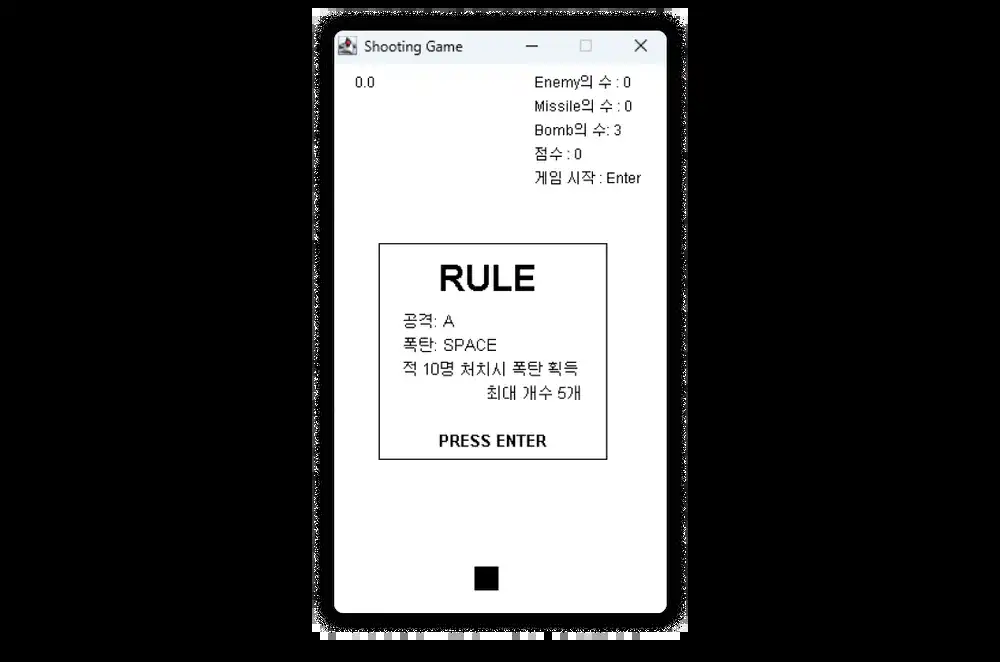 Shooting Game
0.0
Enemy의 수 : 0
Missile의 수 : 0
Bomb의 수: 3
점수 : 0
게임 시작 : Enter
RULE
공격: A
폭탄: SPACE
적 10명 처치시 폭탄 획득
최대 개수 5개
PRESS ENTER